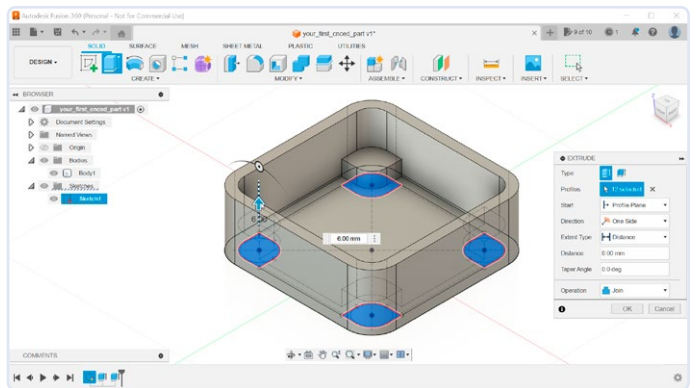 Autodesk Fusion 360 (Personal - Not for Commercial Use)
your_first_cnced_part v1*
9 of 10
1
DESIGN
SOLID
SURFACE
MESH
SHEET METAL
PLASTIC
UTILITIES
CREATE
MODIFY
ASSEMBLE
CONSTRUCT
INSPECT
INSERT
SELECT
BROWSER
your_first_cnced_part v1
Document Settings
Named Views
Origin
Bodies
Body1
Sketches
Sketch1
6.00 mm
EXTRUDE
Type
Profiles
12 selected
Start
Profile Plane
Direction
One Side
Extent Type
Distance
Distance
6.00 mm
Taper Angle
0.0 deg
Operation
Join
OK
Cancel
COMMENTS